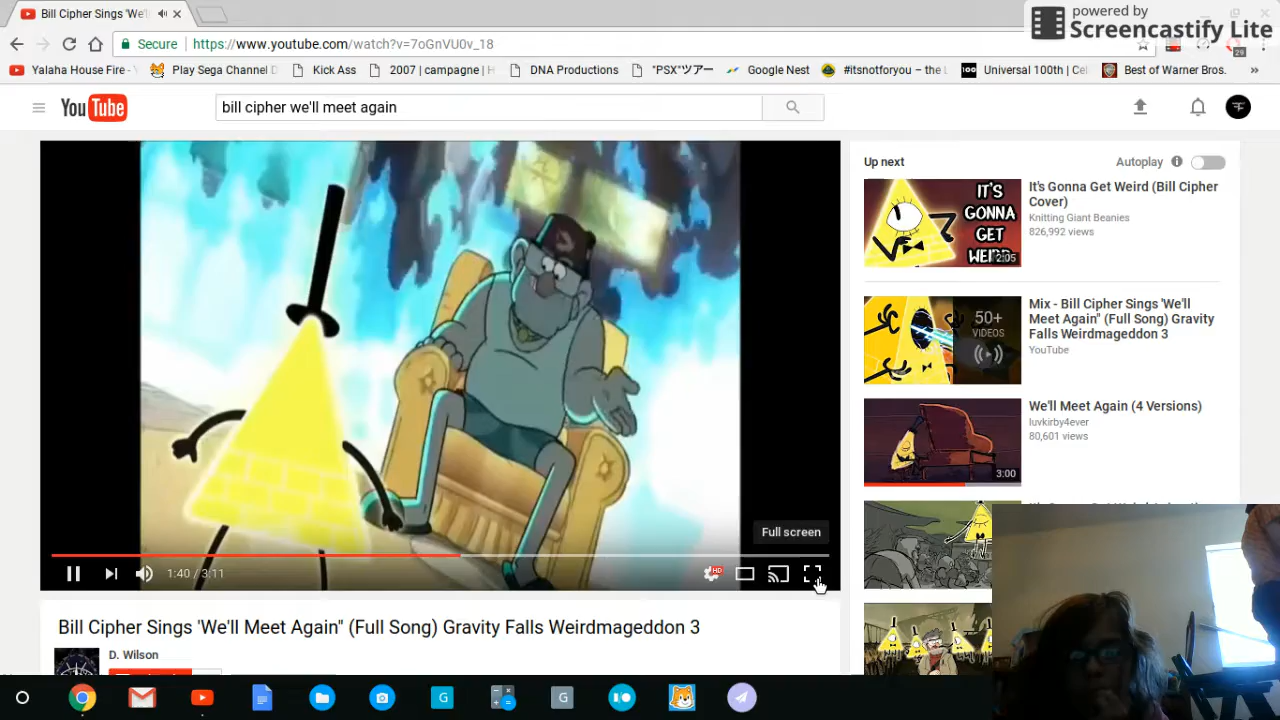 Bill Cipher Sings 'We'
powered by
Screencastify Lite
Secure
https://www.youtube.com/watch?v=7oGnVU0v_18
29
Yalaha House Fire -
Play Sega Channel
Kick Ass
2007 | campagne | H
DNA Productions
"PSX"ツアー
Google Nest
#itsnotforyou – the L
100
Universal 100th | Cel
Best of Warner Bros.
»
YouTube
bill cipher we'll meet again
Up next
Autoplay
IT'S
GONNA
GET
WEIRD
2:05
It's Gonna Get Weird (Bill Cipher
Cover)
Knitting Giant Beanies
826,992 views
50+
VIDEOS
Mix - Bill Cipher Sings 'We'll
Meet Again" (Full Song) Gravity
Falls Weirdmageddon 3
YouTube
3:00
We'll Meet Again (4 Versions)
luvkirby4ever
80,601 views
Full screen
1:40 / 3:11
HD
Bill Cipher Sings 'We'll Meet Again" (Full Song) Gravity Falls Weirdmageddon 3
D. Wilson
G
G